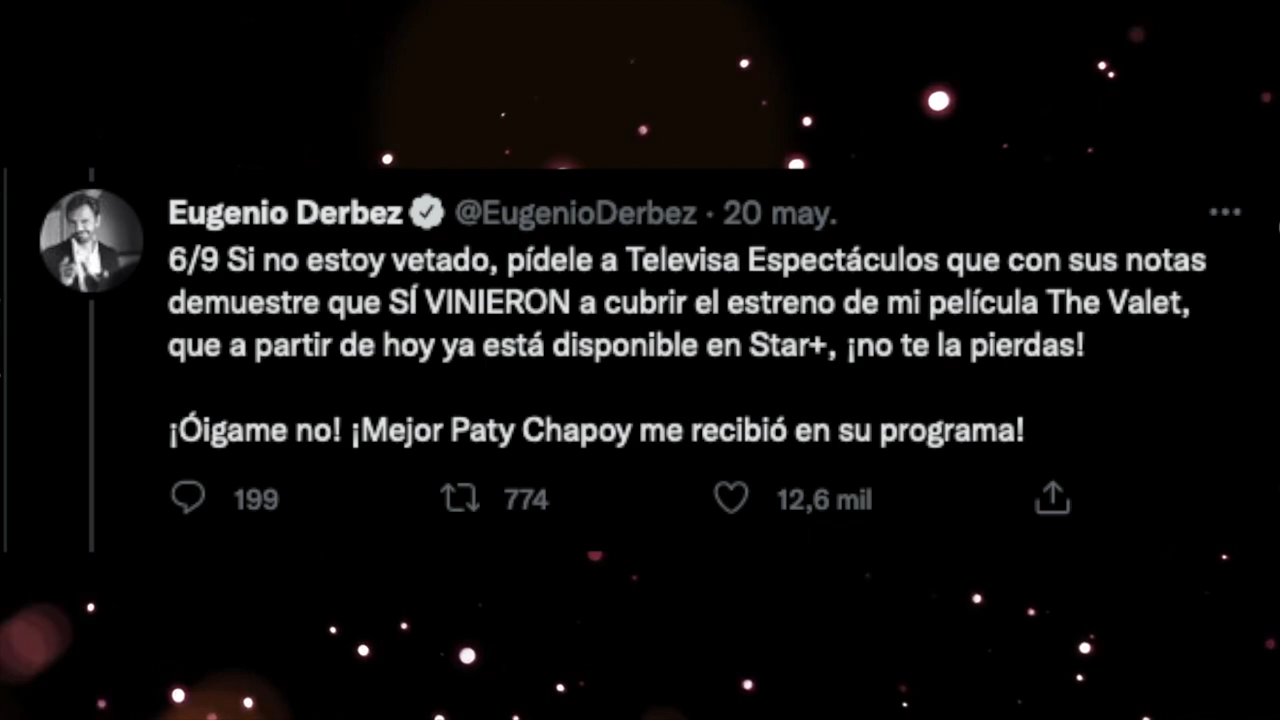 Eugenio Derbez @EugenioDerbez · 20 may.
6/9 Si no estoy vetado, pídele a Televisa Espectáculos que con sus notas
demuestre que SÍ VINIERON a cubrir el estreno de mi película The Valet,
que a partir de hoy ya está disponible en Star+, ¡no te la pierdas!
¡Óigame no! ¡Mejor Paty Chapoy me recibió en su programa!
199 774 12,6 mil